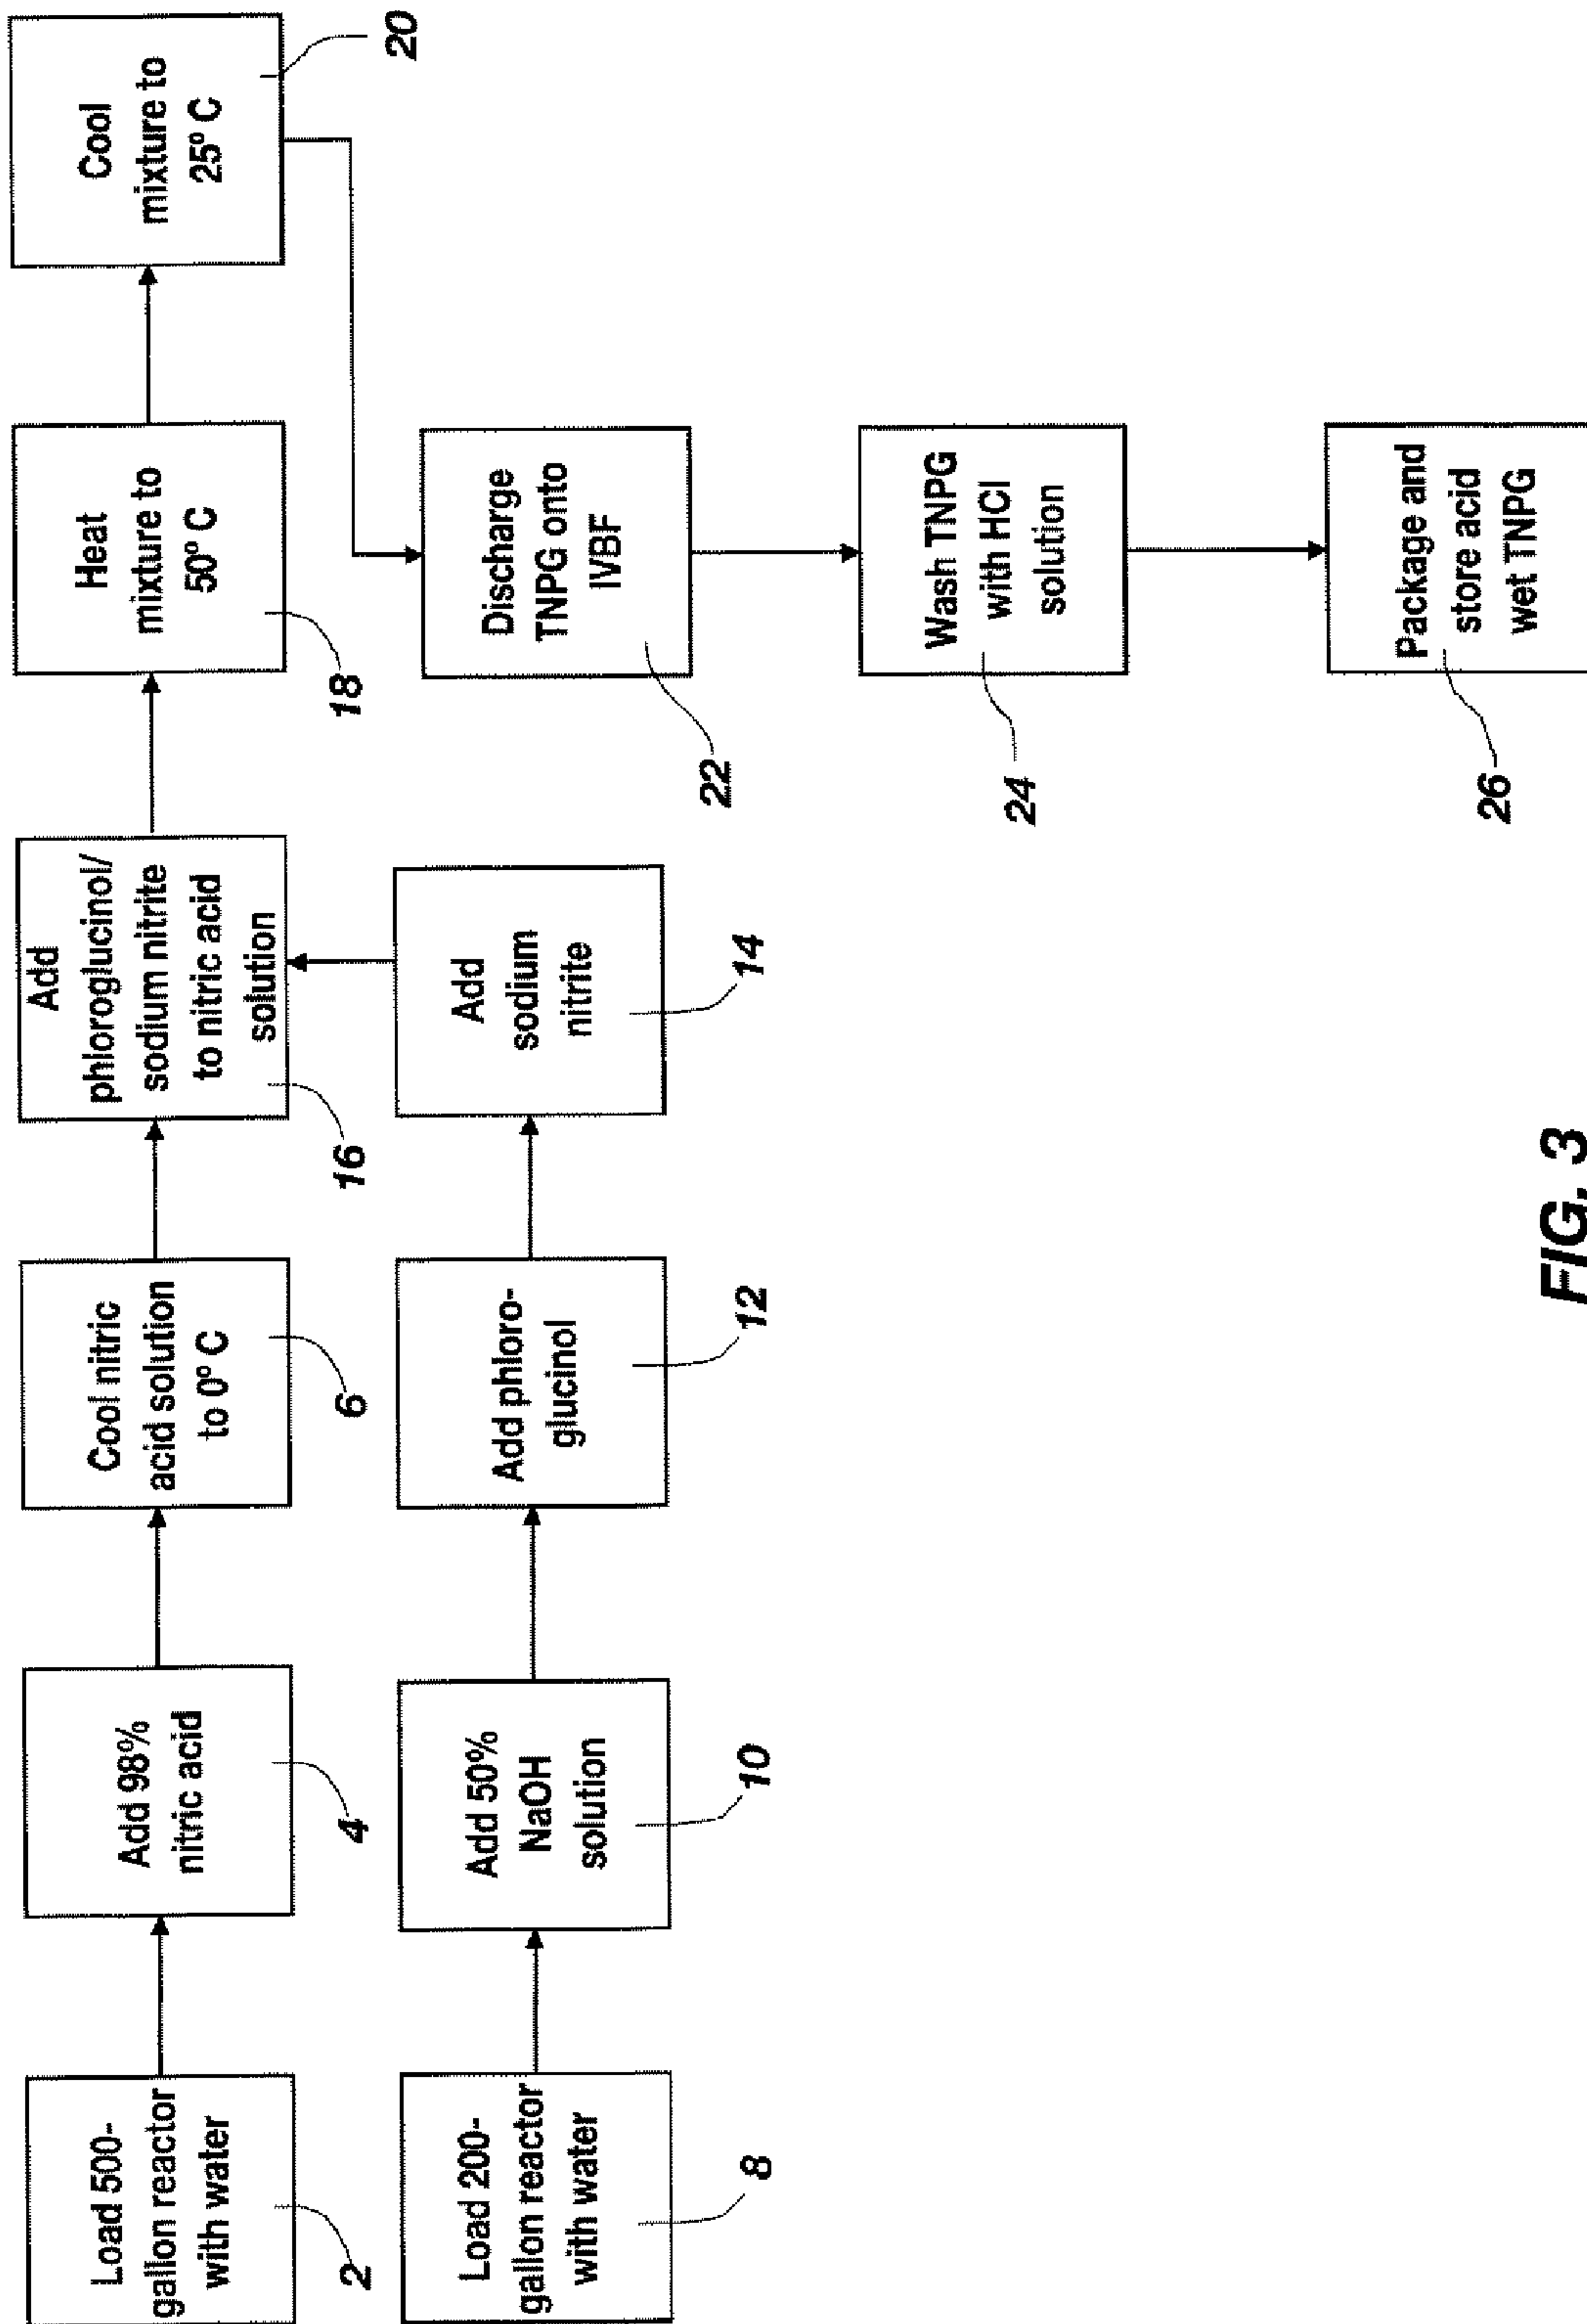 Load 500-
gallon reactor
with water
2
Add 98%
nitric acid
4
Cool nitric
acid solution
to 0° C
6
Add
phloroglucinol/
sodium nitrite
to nitric acid
solution
16
Heat
mixture to
50° C
18
Cool
mixture to
25° C
20
Load 200-
gallon reactor
with water
8
Add 50%
NaOH
solution
10
Add phloro-
glucinol
12
Add
sodium
nitrite
14
Discharge
TNPG onto
IVBF
22
Wash TNPG
with HCl
solution
24
Package and
store acid
wet TNPG
26
FIG. 3